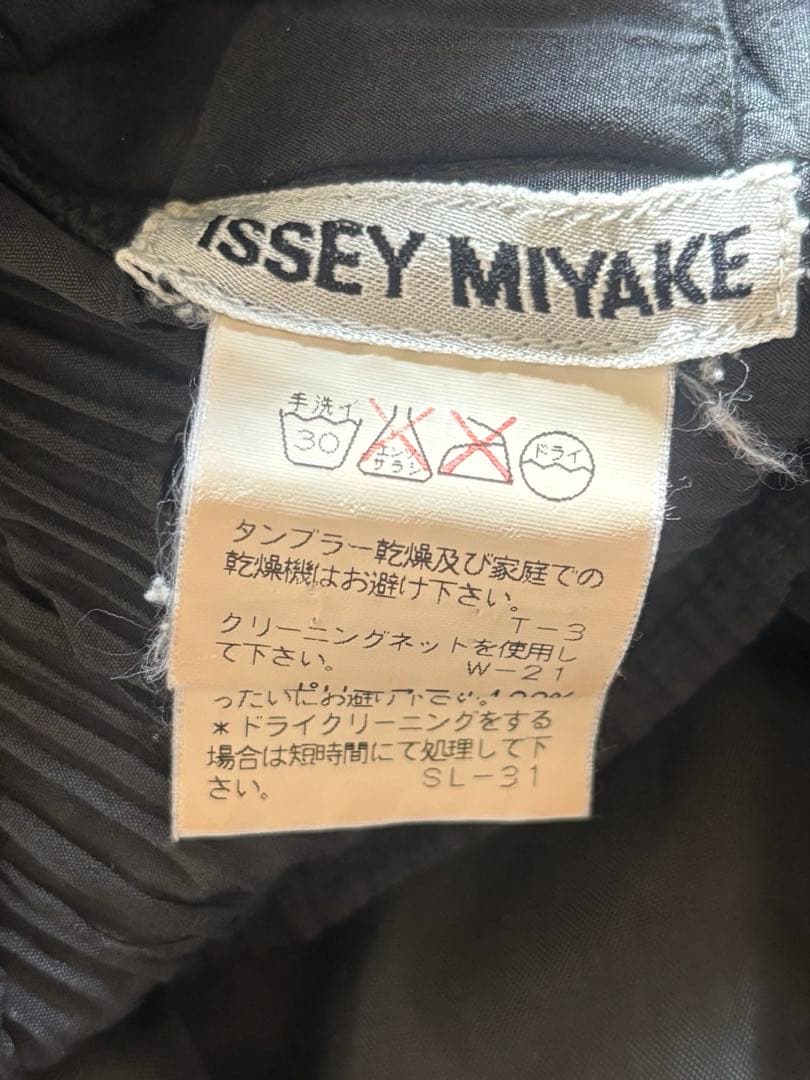 ISSEY MIYAKE
手洗イ
30
エンソ
サラシ
ドライ
タンブラー乾燥及び家庭での
乾燥機はお避け下さい。
T-3
クリーニングネットを使用し
て下さい。
W-21
*ドライクリーニングをする
場合は短時間にて処理して下
さい。
SL-31